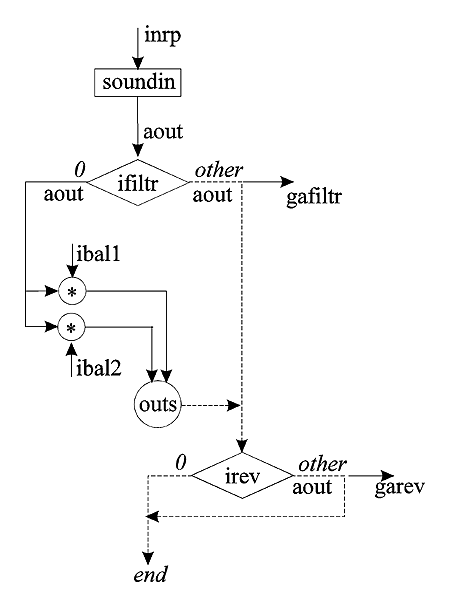 inrp
soundin
aout
0
other
ifiltr
aout
aout
gafiltr
ibal1
*
*
ibal2
outs
0
other
irev
aout
garev
end